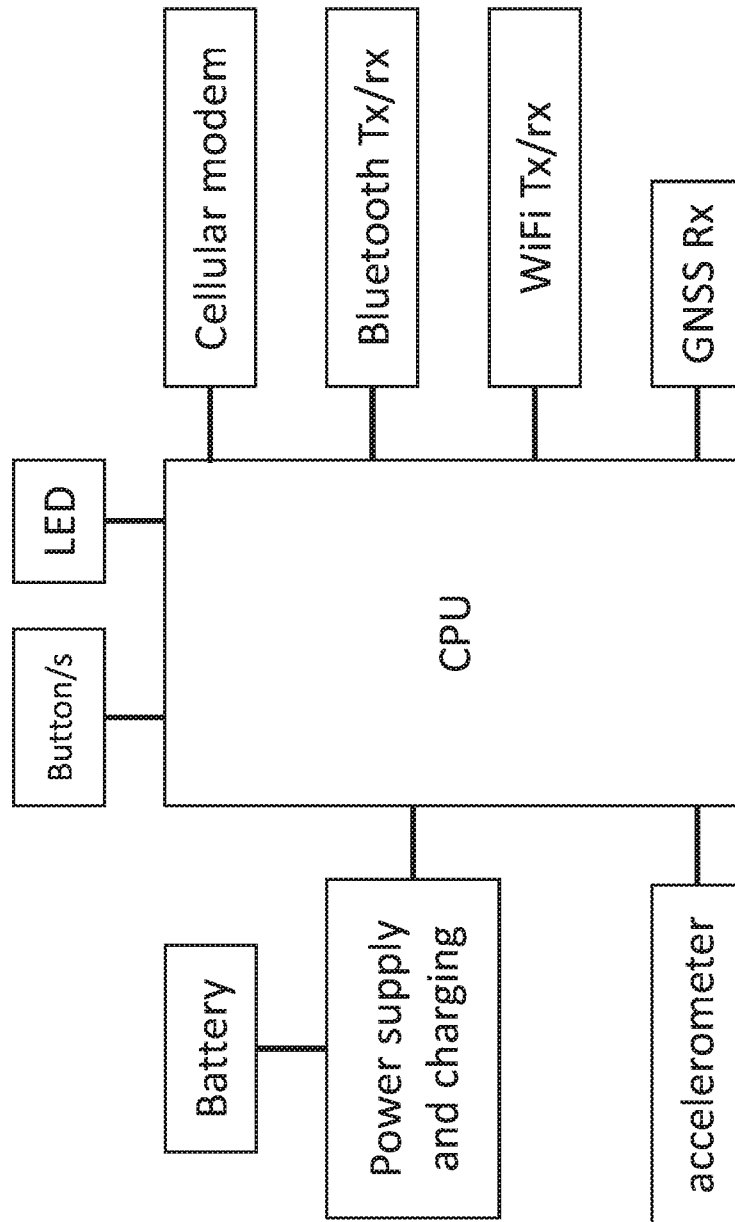 Battery
Power supply
and charging
accelerometer
Button/s
LED
CPU
Cellular modem
Bluetooth Tx/rx
WiFi Tx/rx
GNSS Rx